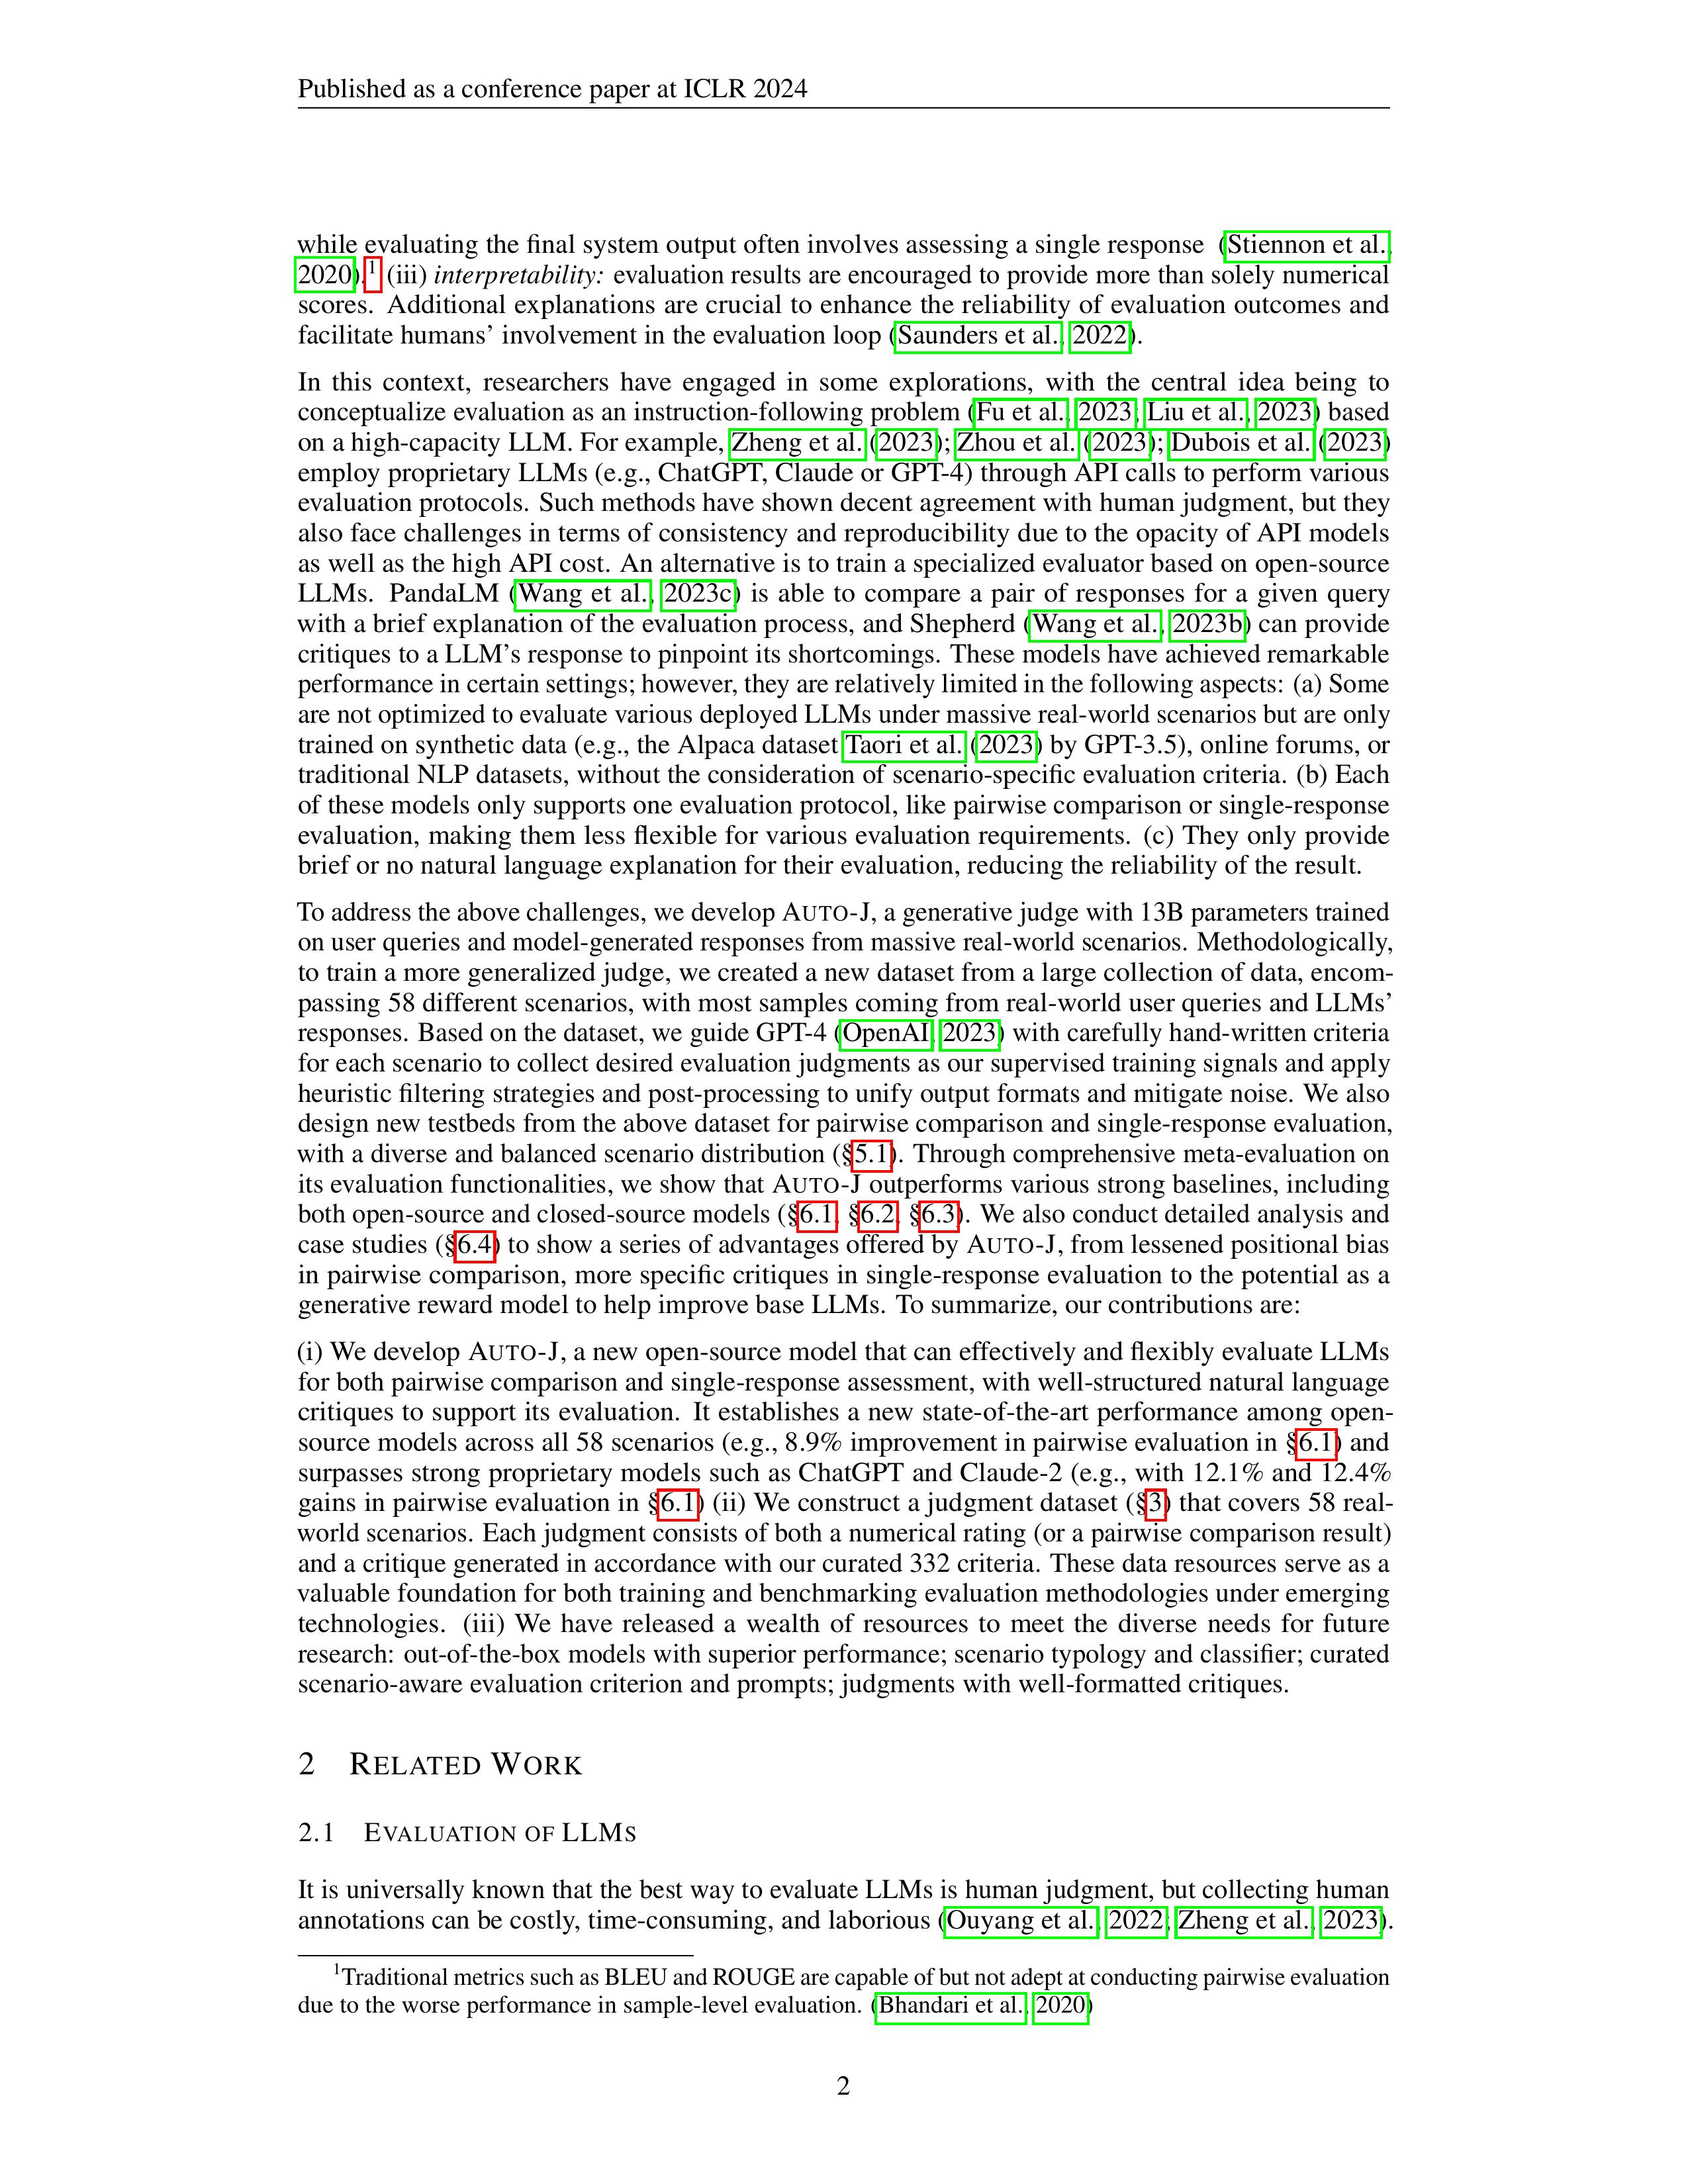 Published as a conference paper at ICLR 2024
while evaluating the final system output often involves assessing a single response (Stiennon et al.,
2020).1 (iii) interpretability: evaluation results are encouraged to provide more than solely numerical
scores. Additional explanations are crucial to enhance the reliability of evaluation outcomes and
facilitate humans’ involvement in the evaluation loop (Saunders et al., 2022).
In this context, researchers have engaged in some explorations, with the central idea being to
conceptualize evaluation as an instruction-following problem (Fu et al., 2023; Liu et al., 2023) based
on a high-capacity LLM. For example, Zheng et al. (2023); Zhou et al. (2023); Dubois et al. (2023)
employ proprietary LLMs (e.g., ChatGPT, Claude or GPT-4) through API calls to perform various
evaluation protocols. Such methods have shown decent agreement with human judgment, but they
also face challenges in terms of consistency and reproducibility due to the opacity of API models
as well as the high API cost. An alternative is to train a specialized evaluator based on open-source
LLMs. PandaLM (Wang et al., 2023c) is able to compare a pair of responses for a given query
with a brief explanation of the evaluation process, and Shepherd (Wang et al., 2023b) can provide
critiques to a LLM’s response to pinpoint its shortcomings. These models have achieved remarkable
performance in certain settings; however, they are relatively limited in the following aspects: (a) Some
are not optimized to evaluate various deployed LLMs under massive real-world scenarios but are only
trained on synthetic data (e.g., the Alpaca dataset Taori et al. (2023) by GPT-3.5), online forums, or
traditional NLP datasets, without the consideration of scenario-specific evaluation criteria. (b) Each
of these models only supports one evaluation protocol, like pairwise comparison or single-response
evaluation, making them less flexible for various evaluation requirements. (c) They only provide
brief or no natural language explanation for their evaluation, reducing the reliability of the result.
To address the above challenges, we develop AUTO-J, a generative judge with 13B parameters trained
on user queries and model-generated responses from massive real-world scenarios. Methodologically,
to train a more generalized judge, we created a new dataset from a large collection of data, encom-
passing 58 different scenarios, with most samples coming from real-world user queries and LLMs’
responses. Based on the dataset, we guide GPT-4 (OpenAI, 2023) with carefully hand-written criteria
for each scenario to collect desired evaluation judgments as our supervised training signals and apply
heuristic filtering strategies and post-processing to unify output formats and mitigate noise. We also
design new testbeds from the above dataset for pairwise comparison and single-response evaluation,
with a diverse and balanced scenario distribution (§5.1). Through comprehensive meta-evaluation on
its evaluation functionalities, we show that AUTO-J outperforms various strong baselines, including
both open-source and closed-source models (§6.1, §6.2, §6.3). We also conduct detailed analysis and
case studies (§6.4) to show a series of advantages offered by AUTO-J, from lessened positional bias
in pairwise comparison, more specific critiques in single-response evaluation to the potential as a
generative reward model to help improve base LLMs. To summarize, our contributions are:
(i) We develop AUTO-J, a new open-source model that can effectively and flexibly evaluate LLMs
for both pairwise comparison and single-response assessment, with well-structured natural language
critiques to support its evaluation. It establishes a new state-of-the-art performance among open-
source models across all 58 scenarios (e.g., 8.9% improvement in pairwise evaluation in §6.1) and
surpasses strong proprietary models such as ChatGPT and Claude-2 (e.g., with 12.1% and 12.4%
gains in pairwise evaluation in §6.1) (ii) We construct a judgment dataset (§3) that covers 58 real-
world scenarios. Each judgment consists of both a numerical rating (or a pairwise comparison result)
and a critique generated in accordance with our curated 332 criteria. These data resources serve as a
valuable foundation for both training and benchmarking evaluation methodologies under emerging
technologies. (iii) We have released a wealth of resources to meet the diverse needs for future
research: out-of-the-box models with superior performance; scenario typology and classifier; curated
scenario-aware evaluation criterion and prompts; judgments with well-formatted critiques.
2 RELATED WORK
2.1 EVALUATION OF LLMS
It is universally known that the best way to evaluate LLMs is human judgment, but collecting human
annotations can be costly, time-consuming, and laborious (Ouyang et al., 2022; Zheng et al., 2023).
1Traditional metrics such as BLEU and ROUGE are capable of but not adept at conducting pairwise evaluation
due to the worse performance in sample-level evaluation. (Bhandari et al., 2020)
2